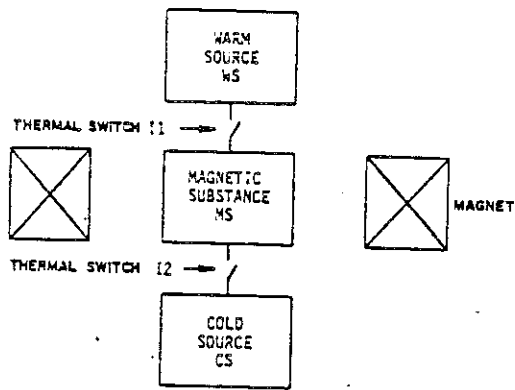 WARM
SOURCE
WS
THERMAL SWITCH I1
MAGNETIC
SUBSTANCE
MS
MAGNET
THERMAL SWITCH I2
COLD
SOURCE
CS